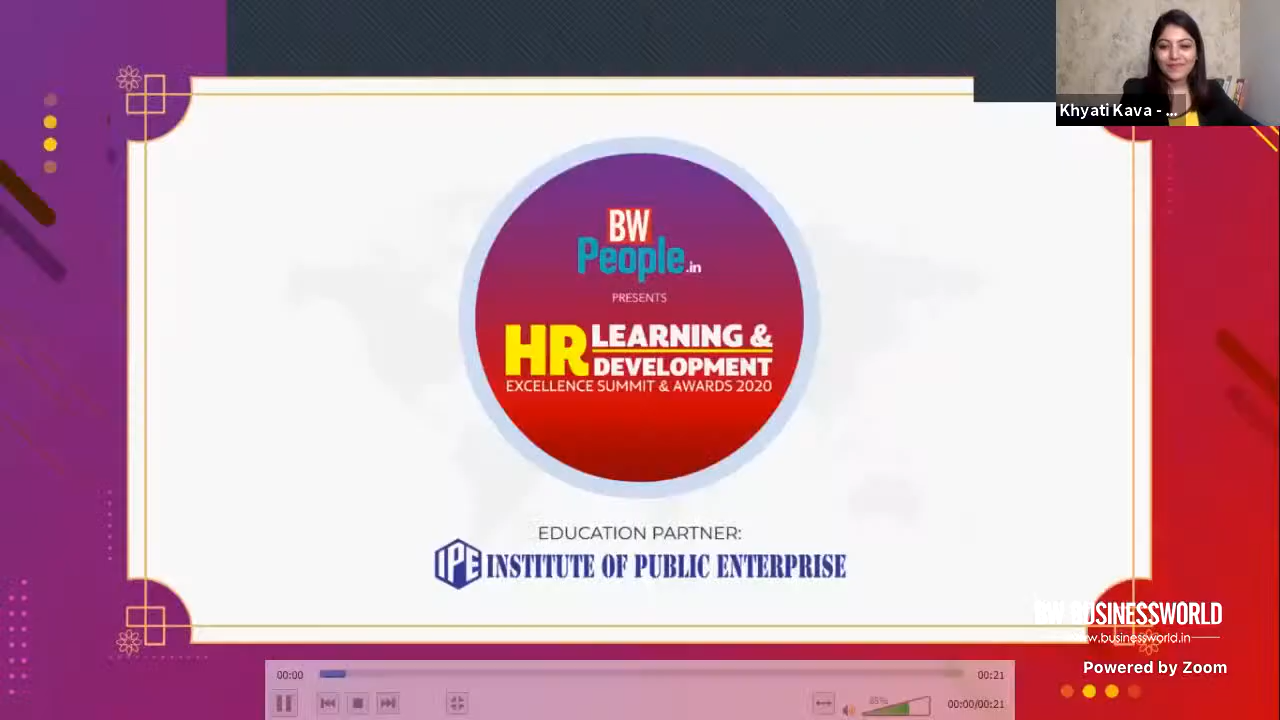 Khyati Kava - ...
BW
People.in
PRESENTS
HR LEARNING &
DEVELOPMENT
EXCELLENCE SUMMIT & AWARDS 2020
EDUCATION PARTNER:
IPE INSTITUTE OF PUBLIC ENTERPRISE
BW BUSINESSWORLD
www.businessworld.in
Powered by Zoom
00:00
00:21
85%
00:00/00:21